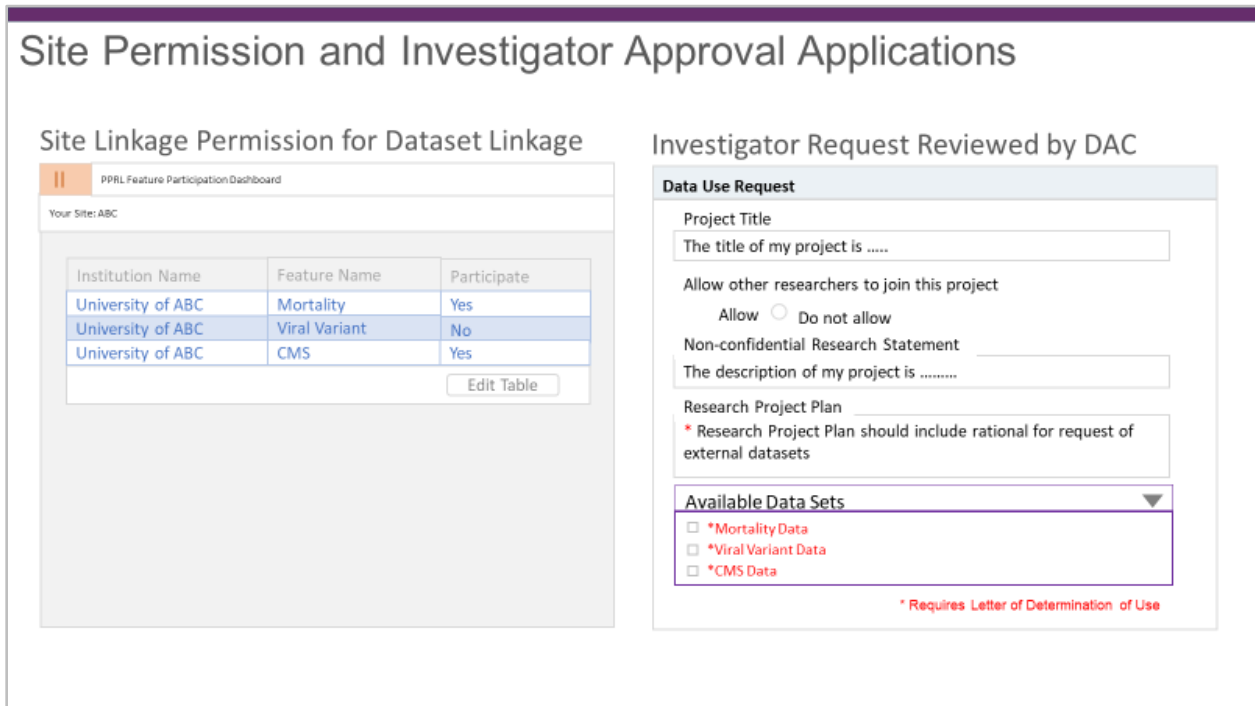 Site Permission and Investigator Approval Applications
Site Linkage Permission for Dataset Linkage
PPRL Feature Participation Dashboard
Your Site: ABC
Institution Name Feature Name Participate
University of ABC Mortality Yes
University of ABC Viral Variant No
University of ABC CMS Yes
Edit Table
Investigator Request Reviewed by DAC
Data Use Request
Project Title
The title of my project is .....
Allow other researchers to join this project
Allow Do not allow
Non-confidential Research Statement
The description of my project is .........
Research Project Plan
* Research Project Plan should include rational for request of
external datasets
Available Data Sets
*Mortality Data
*Viral Variant Data
*CMS Data
* Requires Letter of Determination of Use